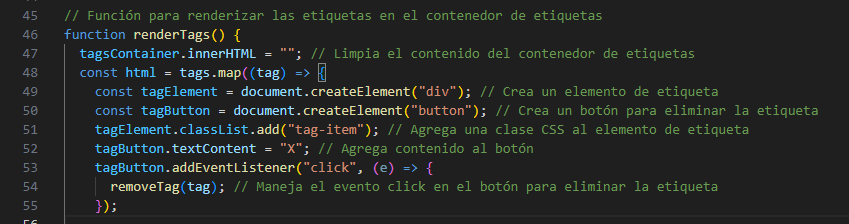 45 // Función para renderizar las etiquetas en el contenedor de etiquetas
46 function renderTags() {
47 tagsContainer.innerHTML = ""; // Limpia el contenido del contenedor de etiquetas
48 const html = tags.map((tag) => {
49 const tagElement = document.createElement("div"); // Crea un elemento de etiqueta
50 const tagButton = document.createElement("button"); // Crea un botón para eliminar la etiqueta
51 tagElement.classList.add("tag-item"); // Agrega una clase CSS al elemento de etiqueta
52 tagButton.textContent = "X"; // Agrega contenido al botón
53 tagButton.addEventListener("click", (e) => {
54 removeTag(tag); // Maneja el evento click en el botón para eliminar la etiqueta
55 });